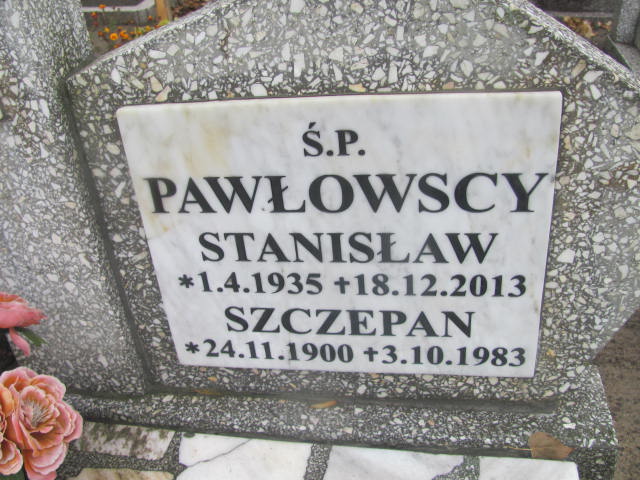 Ś.P.
PAWŁOWSCY
STANISŁAW
*1.4.1935 +18.12.2013
SZCZEPAN
*24.11.1900 +3.10.1983